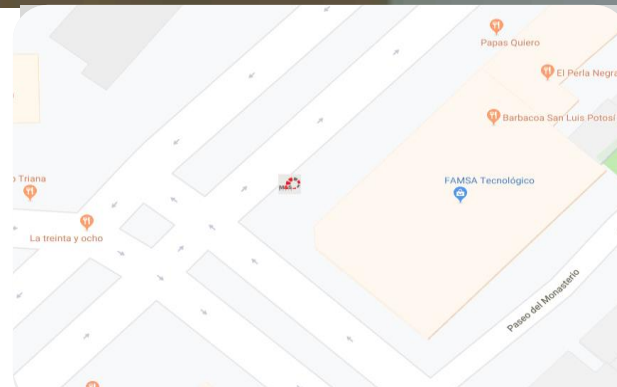 Papas Quiero
El Perla Negra
Barbacoa San Luis Potosí
Triana
FAMSA Tecnológico
La treinta y ocho
Paseo del Monasterio